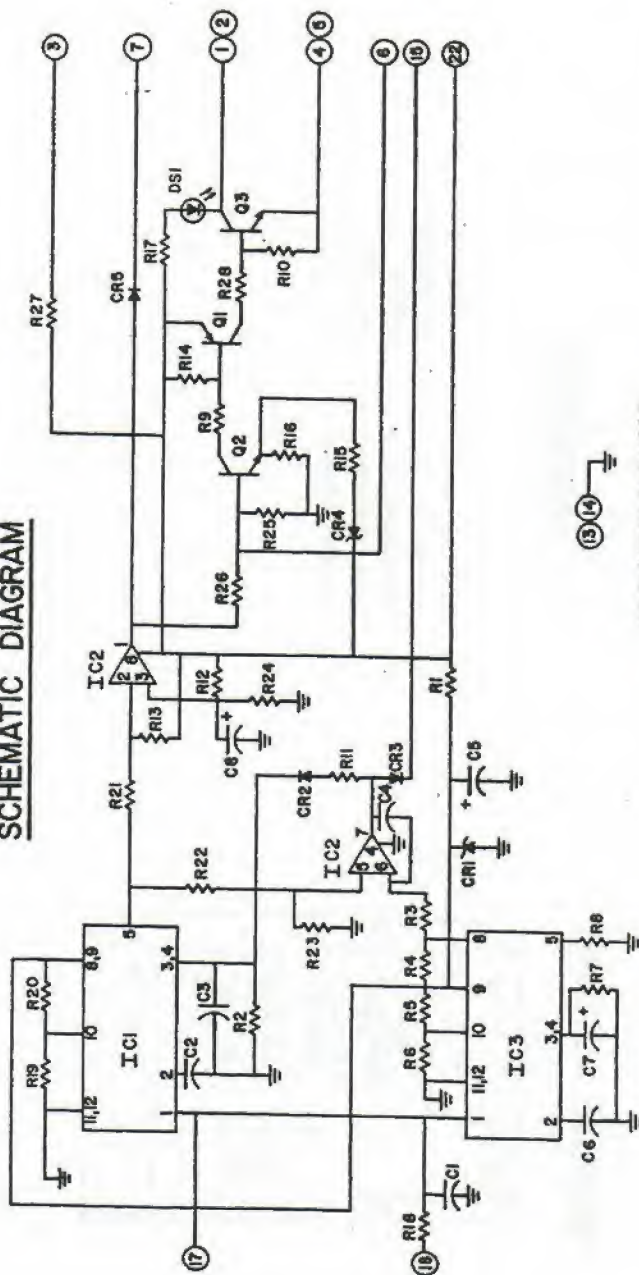 SCHEMATIC DIAGRAM
3
7
1 2
4 5
6
15
22
R27
CR5
DS1
R17
Q3
R28
R10
Q1
R14
R9
Q2
R16
R15
R25
CR4
R26
IC2
1
8
2
3
R13
R12
R24
C8
+
R21
R22
R23
IC2
5
6
7
4
C4
CR3
R11
CR2
R1
C5
+
CR1
IC1
5
8,9
3,4
10
11,12
2
1
R20
R19
C3
C2
R2
R3
R4
R5
R6
IC3
8
9
10
11,12
1
5
3,4
2
R8
R7
C7
+
C6
C1
R18
17
18
13 14